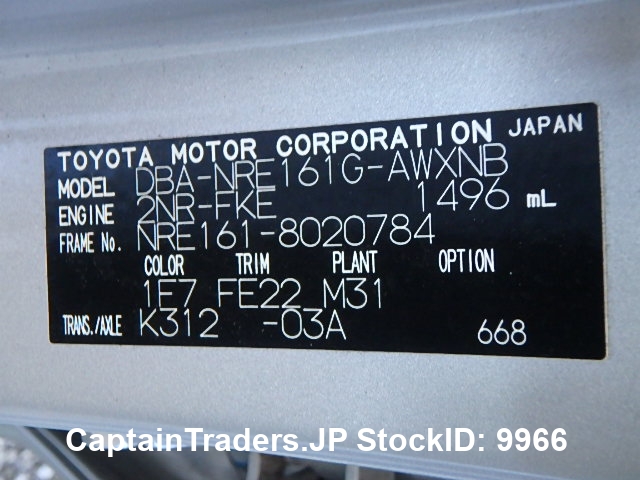 TOYOTA MOTOR CORPORATION JAPAN
MODEL DBA-NRE161G-AWXNB
ENGINE 2NR-FKE 1496 mL
FRAME No. NRE161-8020784
COLOR TRIM PLANT OPTION
1F7 FE22 M31
TRANS./AXLE K312 -03A 668
CaptainTraders.JP StockID: 9966